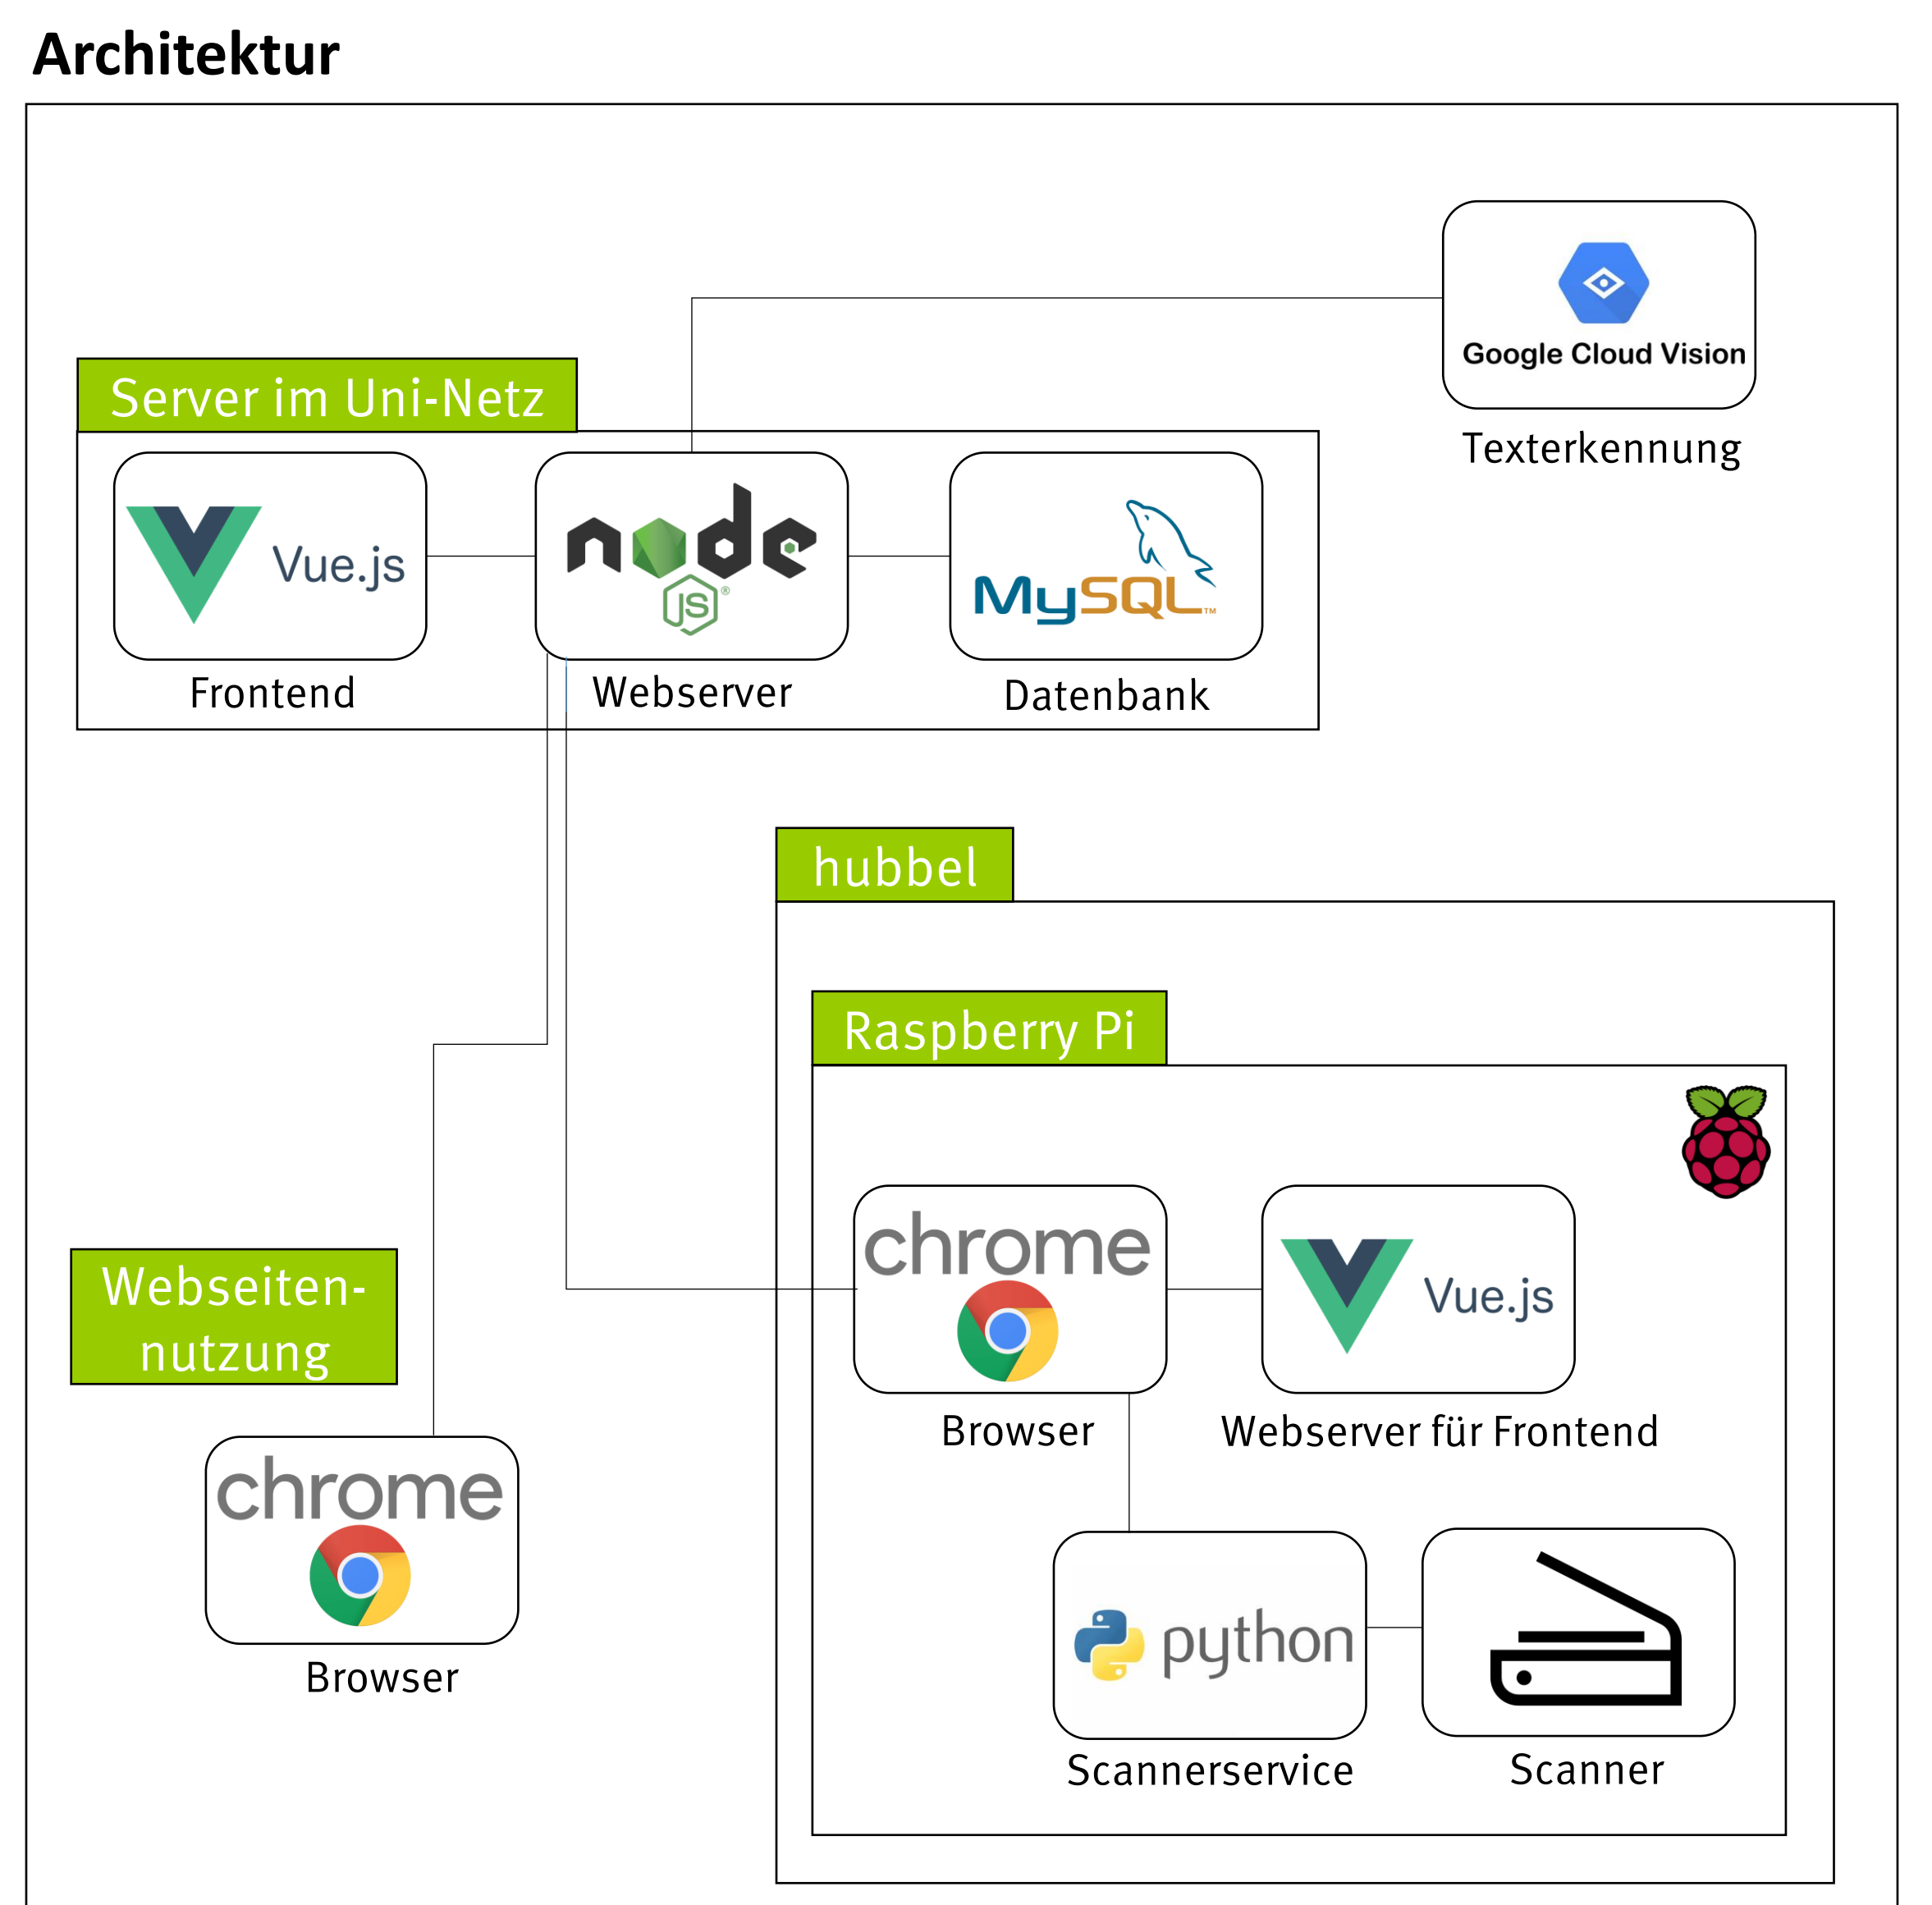 Architektur
Google Cloud Vision
Texterkennung
Server im Uni-Netz
Vue.js
Frontend
node
JS®
Webserver
MySQL™
Datenbank
hubbel
Raspberry Pi
chrome
Browser
Vue.js
Webserver für Frontend
Webseiten-
nutzung
chrome
Browser
python
Scannerservice
Scanner